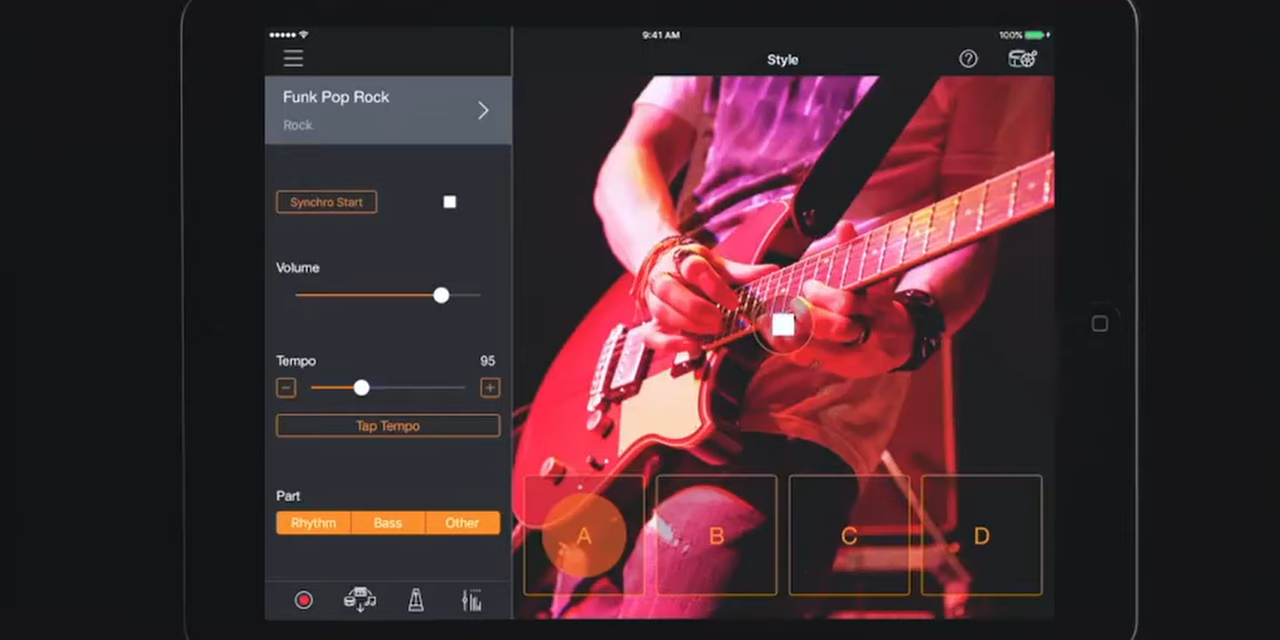 9:41 AM
100%
Style
Funk Pop Rock
Rock
Synchro Start
Volume
Tempo 95
Tap Tempo
Part
Rhythm Bass Other
A B C D